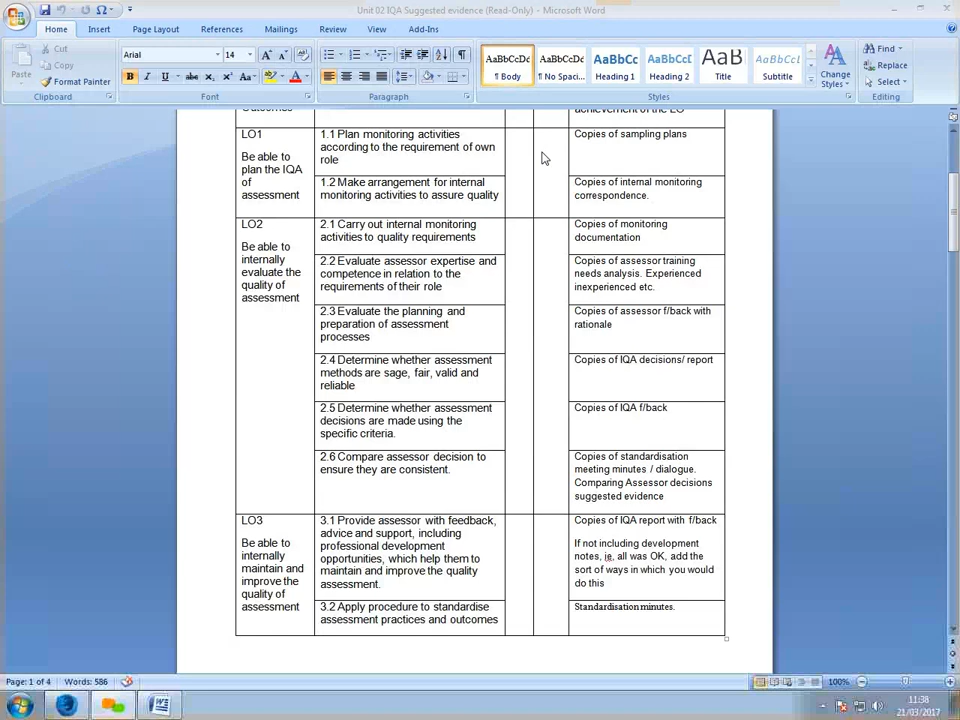 Unit 02 IQA Suggested evidence (Read-Only) - Microsoft Word
Home Insert Page Layout References Mailings Review View Add-Ins
Paste
Cut
Copy
Format Painter
Clipboard
Arial 14
Font
Paragraph
AaBbCcDc AaBbCcDc AaBbCc AaBbCc AaB AaBbCcL
¶ Body ¶ No Spaci... Heading 1 Heading 2 Title Subtitle
Change
Styles
Styles
Find
Replace
Select
Editing
Outcomes
achievement of the LO
LO1
Be able to
plan the IQA
of
assessment
1.1 Plan monitoring activities
according to the requirement of own
role
Copies of sampling plans
1.2 Make arrangement for internal
monitoring activities to assure quality
Copies of internal monitoring
correspondence.
LO2
Be able to
internally
evaluate the
quality of
assessment
2.1 Carry out internal monitoring
activities to quality requirements
Copies of monitoring
documentation
2.2 Evaluate assessor expertise and
competence in relation to the
requirements of their role
Copies of assessor training
needs analysis. Experienced
inexperienced etc.
2.3 Evaluate the planning and
preparation of assessment
processes
Copies of assessor f/back with
rationale
2.4 Determine whether assessment
methods are sage, fair, valid and
reliable
Copies of IQA decisions/ report
2.5 Determine whether assessment
decisions are made using the
specific criteria.
Copies of IQA f/back
2.6 Compare assessor decision to
ensure they are consistent.
Copies of standardisation
meeting minutes / dialogue.
Comparing Assessor decisions
suggested evidence
LO3
Be able to
internally
maintain and
improve the
quality of
assessment
3.1 Provide assessor with feedback,
advice and support, including
professional development
opportunities, which help them to
maintain and improve the quality
assessment.
Copies of IQA report with f/back
If not including development
notes, ie, all was OK, add the
sort of ways in which you would
do this
3.2 Apply procedure to standardise
assessment practices and outcomes
Standardisation minutes.
Page: 1 of 4 Words: 586
100%
11:38
21/03/2017